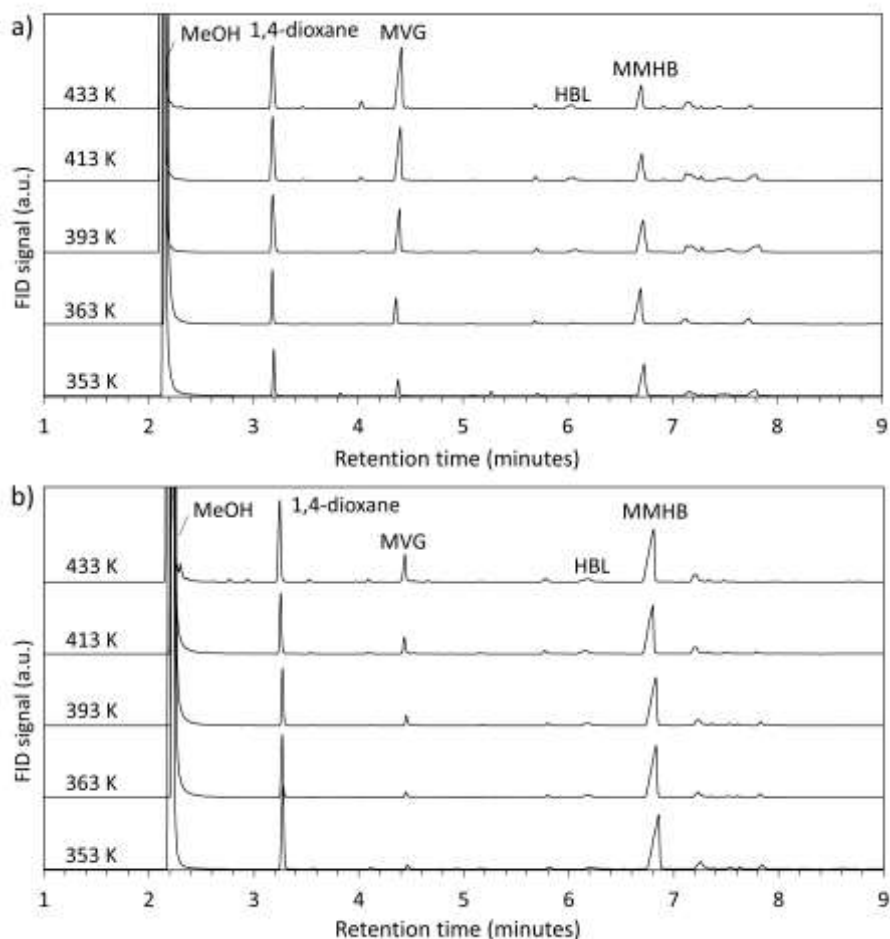 a)
MeOH 1,4-dioxane MVG
HBL MMHB
433 K
413 K
393 K
363 K
353 K
FID signal (a.u.)
1 2 3 4 5 6 7 8 9
Retention time (minutes)
b)
MeOH 1,4-dioxane MVG HBL MMHB
433 K
413 K
393 K
363 K
353 K
FID signal (a.u.)
1 2 3 4 5 6 7 8 9
Retention time (minutes)